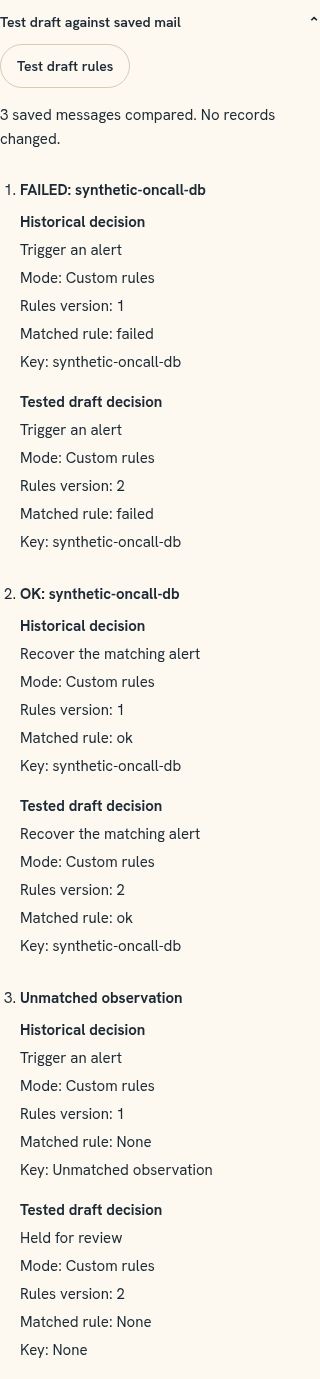 Test draft against saved mail
Test draft rules
3 saved messages compared. No records
changed.
1. FAILED: synthetic-oncall-db
Historical decision
Trigger an alert
Mode: Custom rules
Rules version: 1
Matched rule: failed
Key: synthetic-oncall-db
Tested draft decision
Trigger an alert
Mode: Custom rules
Rules version: 2
Matched rule: failed
Key: synthetic-oncall-db
2. OK: synthetic-oncall-db
Historical decision
Recover the matching alert
Mode: Custom rules
Rules version: 1
Matched rule: ok
Key: synthetic-oncall-db
Tested draft decision
Recover the matching alert
Mode: Custom rules
Rules version: 2
Matched rule: ok
Key: synthetic-oncall-db
3. Unmatched observation
Historical decision
Trigger an alert
Mode: Custom rules
Rules version: 1
Matched rule: None
Key: Unmatched observation
Tested draft decision
Held for review
Mode: Custom rules
Rules version: 2
Matched rule: None
Key: None